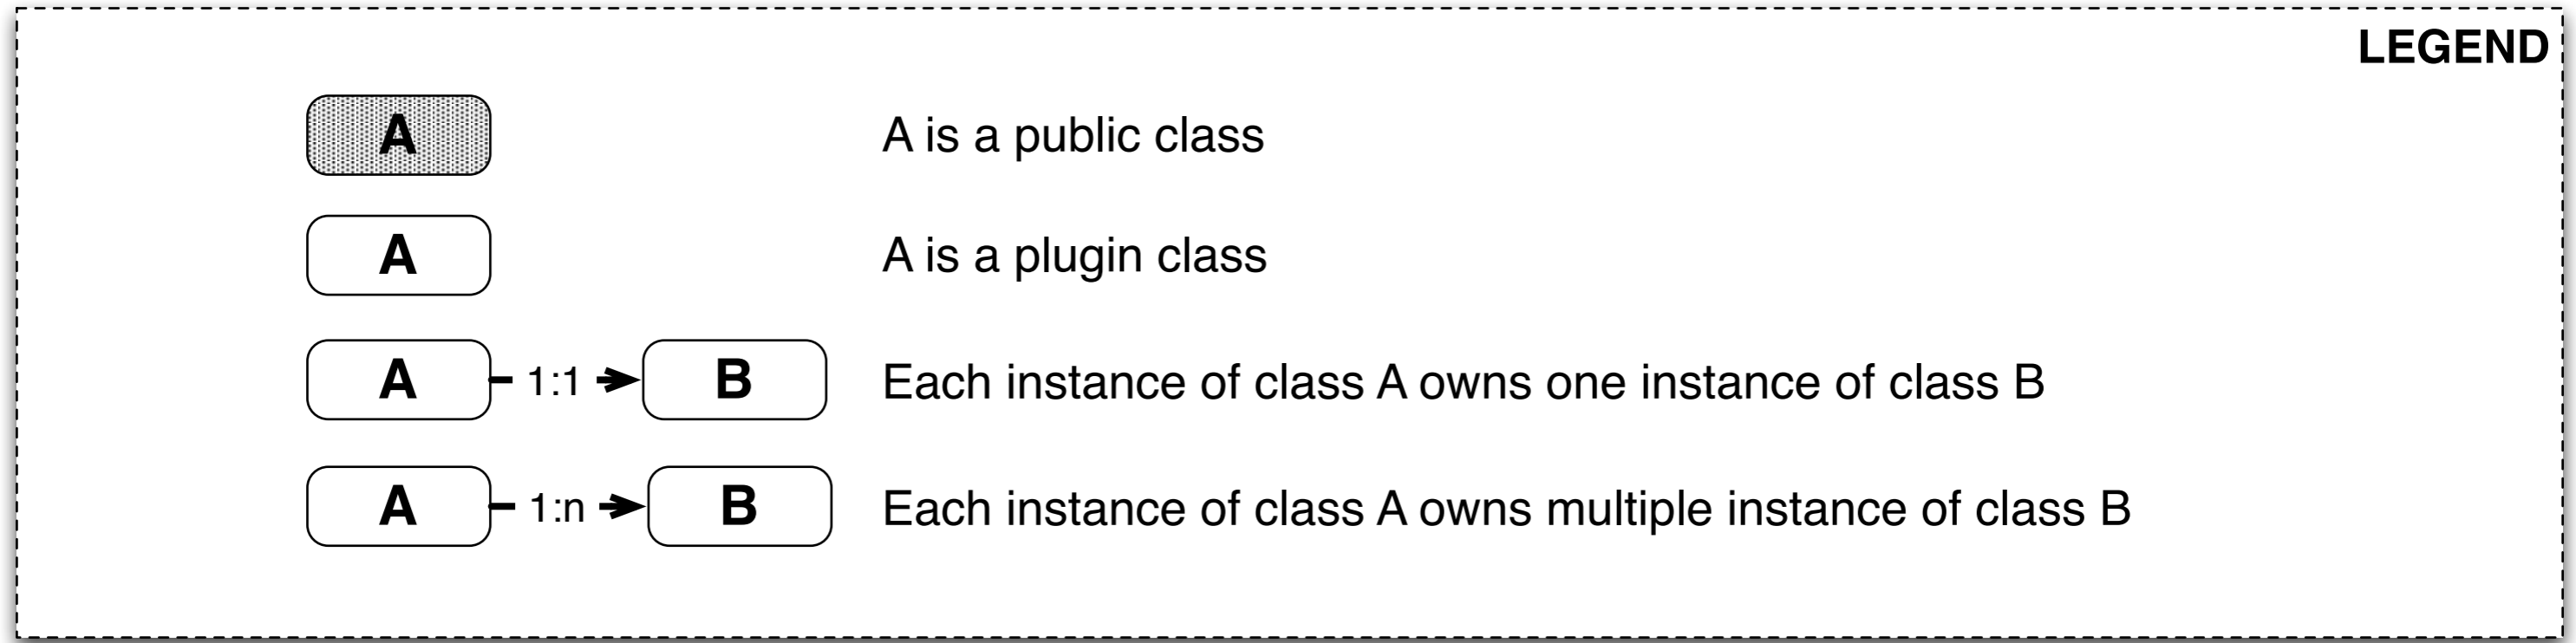 LEGEND
A A is a public class
A A is a plugin class
A 1:1 B Each instance of class A owns one instance of class B
A 1:n B Each instance of class A owns multiple instance of class B